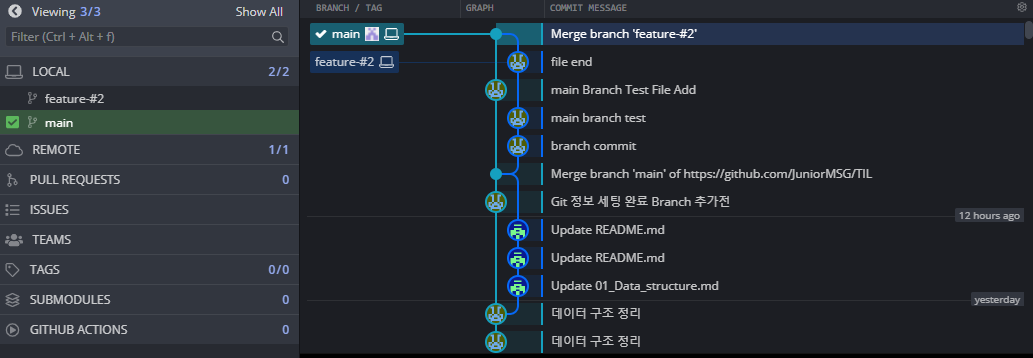 Viewing 3/3 Show All
Filter (Ctrl + Alt + f)
LOCAL 2/2
feature-#2
main
REMOTE 1/1
PULL REQUESTS 0
ISSUES
TEAMS
TAGS 0/0
SUBMODULES 0
GITHUB ACTIONS 0
BRANCH / TAG GRAPH COMMIT MESSAGE
main Merge branch 'feature-#2'
feature-#2 file end
main Branch Test File Add
main branch test
branch commit
Merge branch 'main' of https://github.com/JuniorMSG/TIL
Git 정보 세팅 완료 Branch 추가전
12 hours ago
Update README.md
Update README.md
Update 01_Data_structure.md
yesterday
데이터 구조 정리
데이터 구조 정리